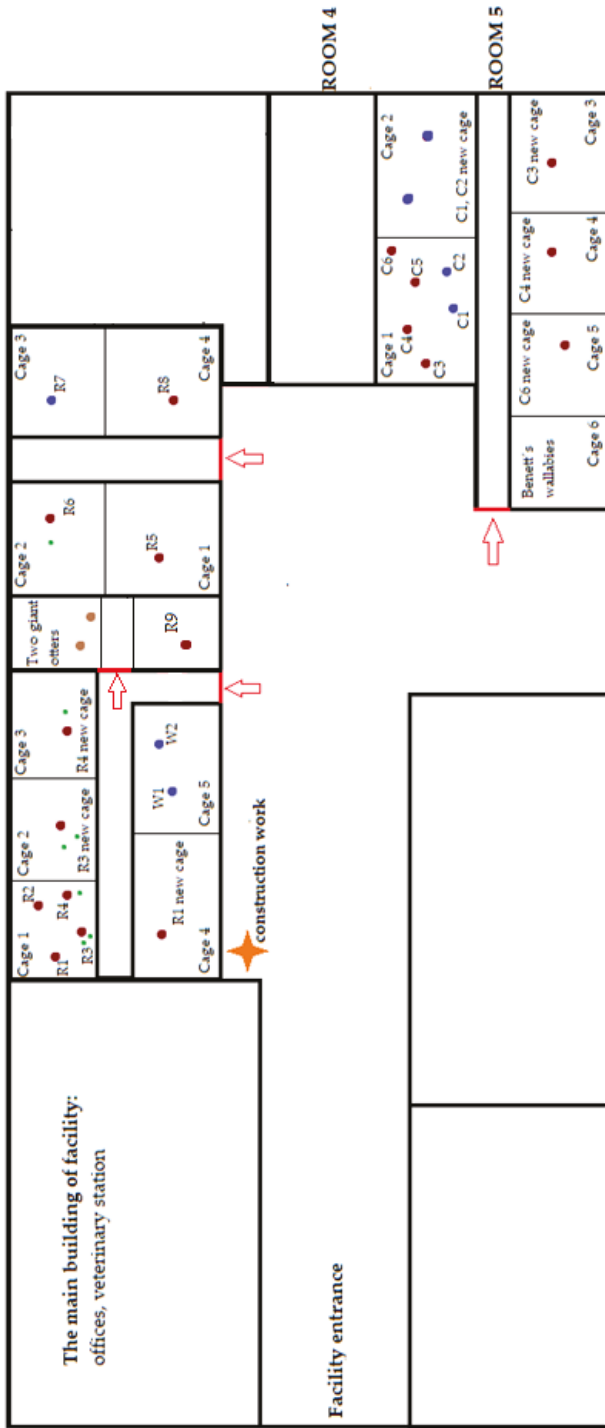 The main building of facility:
offices, veterinary station
Facility entrance
construction work
Cage 1
R1
R2
R3
R4
Cage 2
R3 new cage
Cage 3
R4 new cage
Cage 4
R1 new cage
Cage 5
W1
W2
Two giant
otters
R9
Cage 2
R6
R5
Cage 1
Cage 3
R7
R8
Cage 4
ROOM 4
Cage 1
C4
C3
C6
C5
C1
C2
Cage 2
C1, C2 new cage
ROOM 5
Benett´s
wallabies
Cage 6
C6 new cage
Cage 5
C4 new cage
Cage 4
C3 new cage
Cage 3